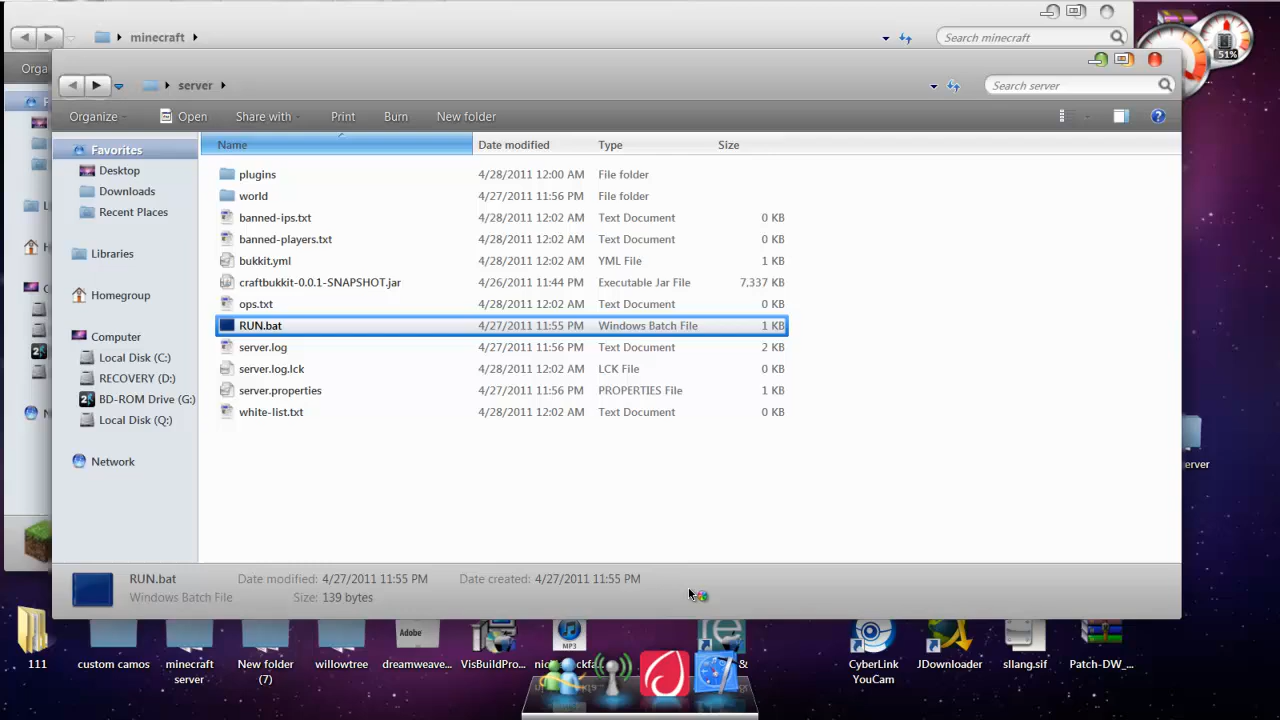 minecraft
Search minecraft
51%
Orga
server
Search server
Organize
Open
Share with
Print
Burn
New folder
Favorites
Desktop
Downloads
Recent Places
Libraries
Homegroup
Computer
Local Disk (C:)
RECOVERY (D:)
BD-ROM Drive (G:)
Local Disk (Q:)
Network
Name Date modified Type Size
plugins 4/28/2011 12:00 AM File folder
world 4/27/2011 11:56 PM File folder
banned-ips.txt 4/28/2011 12:02 AM Text Document 0 KB
banned-players.txt 4/28/2011 12:02 AM Text Document 0 KB
bukkit.yml 4/28/2011 12:02 AM YML File 1 KB
craftbukkit-0.0.1-SNAPSHOT.jar 4/26/2011 11:44 PM Executable Jar File 7,337 KB
ops.txt 4/28/2011 12:02 AM Text Document 0 KB
RUN.bat 4/27/2011 11:55 PM Windows Batch File 1 KB
server.log 4/27/2011 11:56 PM Text Document 2 KB
server.log.lck 4/28/2011 12:02 AM LCK File 0 KB
server.properties 4/27/2011 11:56 PM PROPERTIES File 1 KB
white-list.txt 4/28/2011 12:02 AM Text Document 0 KB
erver
RUN.bat Date modified: 4/27/2011 11:55 PM Date created: 4/27/2011 11:55 PM
Windows Batch File Size: 139 bytes
Adobe
MP3
111
custom camos
minecraft
server
New folder
(7)
willowtree
dreamweave...
VisBuildPro...
CyberLink
YouCam
JDownloader
sllang.sif
Patch-DW_...